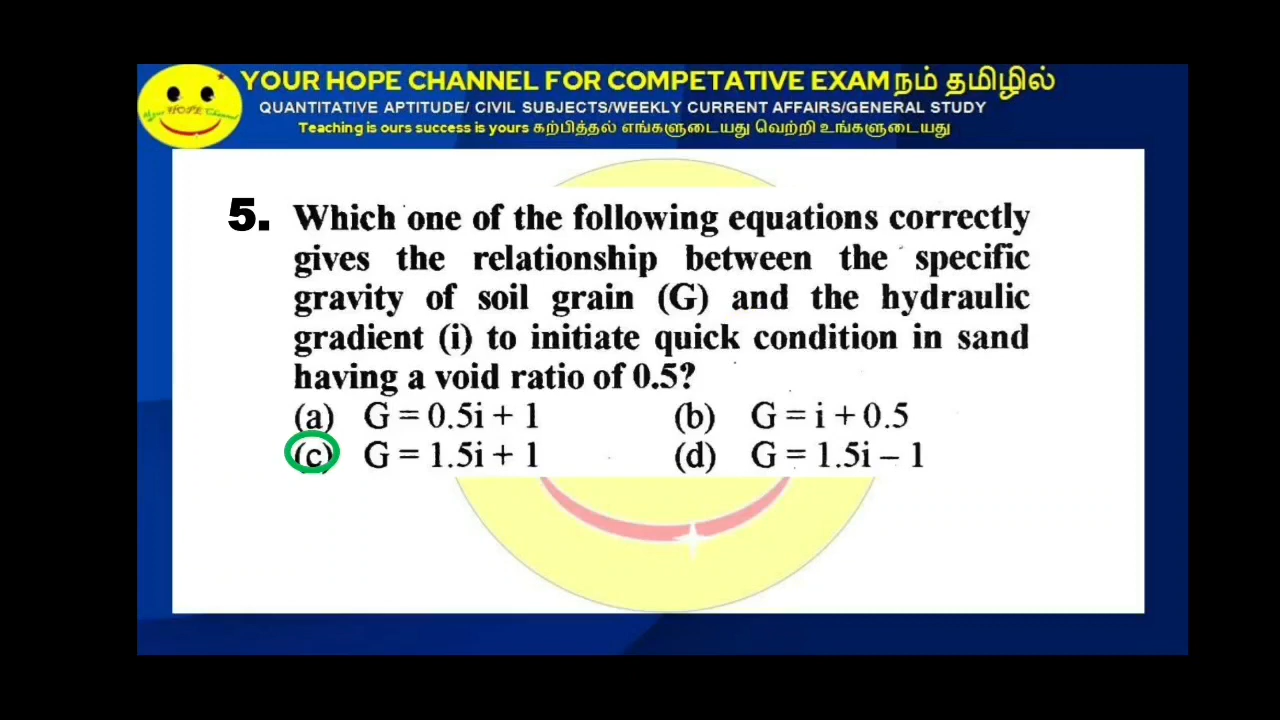 YOUR HOPE CHANNEL FOR COMPETATIVE EXAM நம் தமிழில்
QUANTITATIVE APTITUDE/ CIVIL SUBJECTS/WEEKLY CURRENT AFFAIRS/GENERAL STUDY
Teaching is ours success is yours கற்பித்தல் எங்களுடையது வெற்றி உங்களுடையது
5. Which one of the following equations correctly
gives the relationship between the specific
gravity of soil grain (G) and the hydraulic
gradient (i) to initiate quick condition in sand
having a void ratio of 0.5?
(a) G = 0.5i + 1 (b) G = i + 0.5
(c) G = 1.5i + 1 (d) G = 1.5i – 1